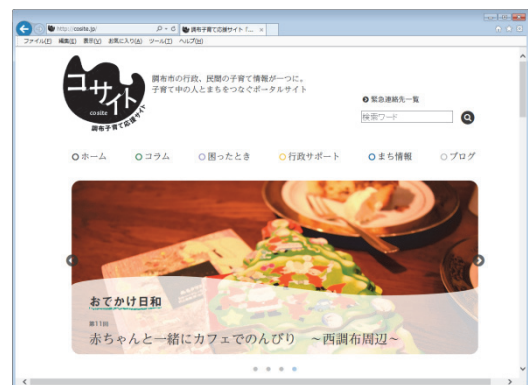 http://cosite.jp/
調布子育て応援サイト「...
ファイル(F) 編集(E) 表示(V) お気に入り(A) ツール(T) ヘルプ(H)
コサイト
cosite
調布子育て応援サイト
調布市の行政、民間の子育て情報が一つに。
子育て中の人とまちをつなぐポータルサイト
緊急連絡先一覧
検索ワード
ホーム
コラム
困ったとき
行政サポート
まち情報
ブログ
おでかけ日和
第11回
赤ちゃんと一緒にカフェでのんびり ～西調布周辺～